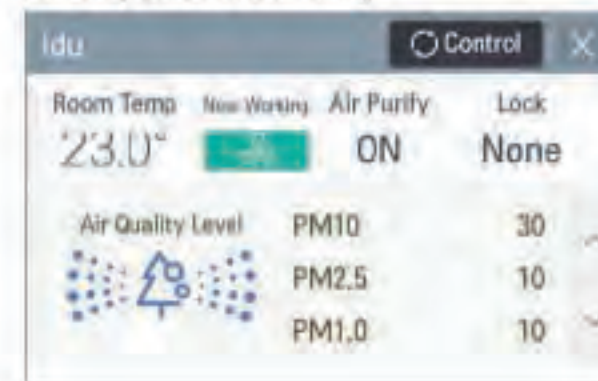 Idu
Control
Room Temp Now Working Air Purify Lock
23.0° ON None
Air Quality Level
PM10 30
PM2.5 10
PM1.0 10